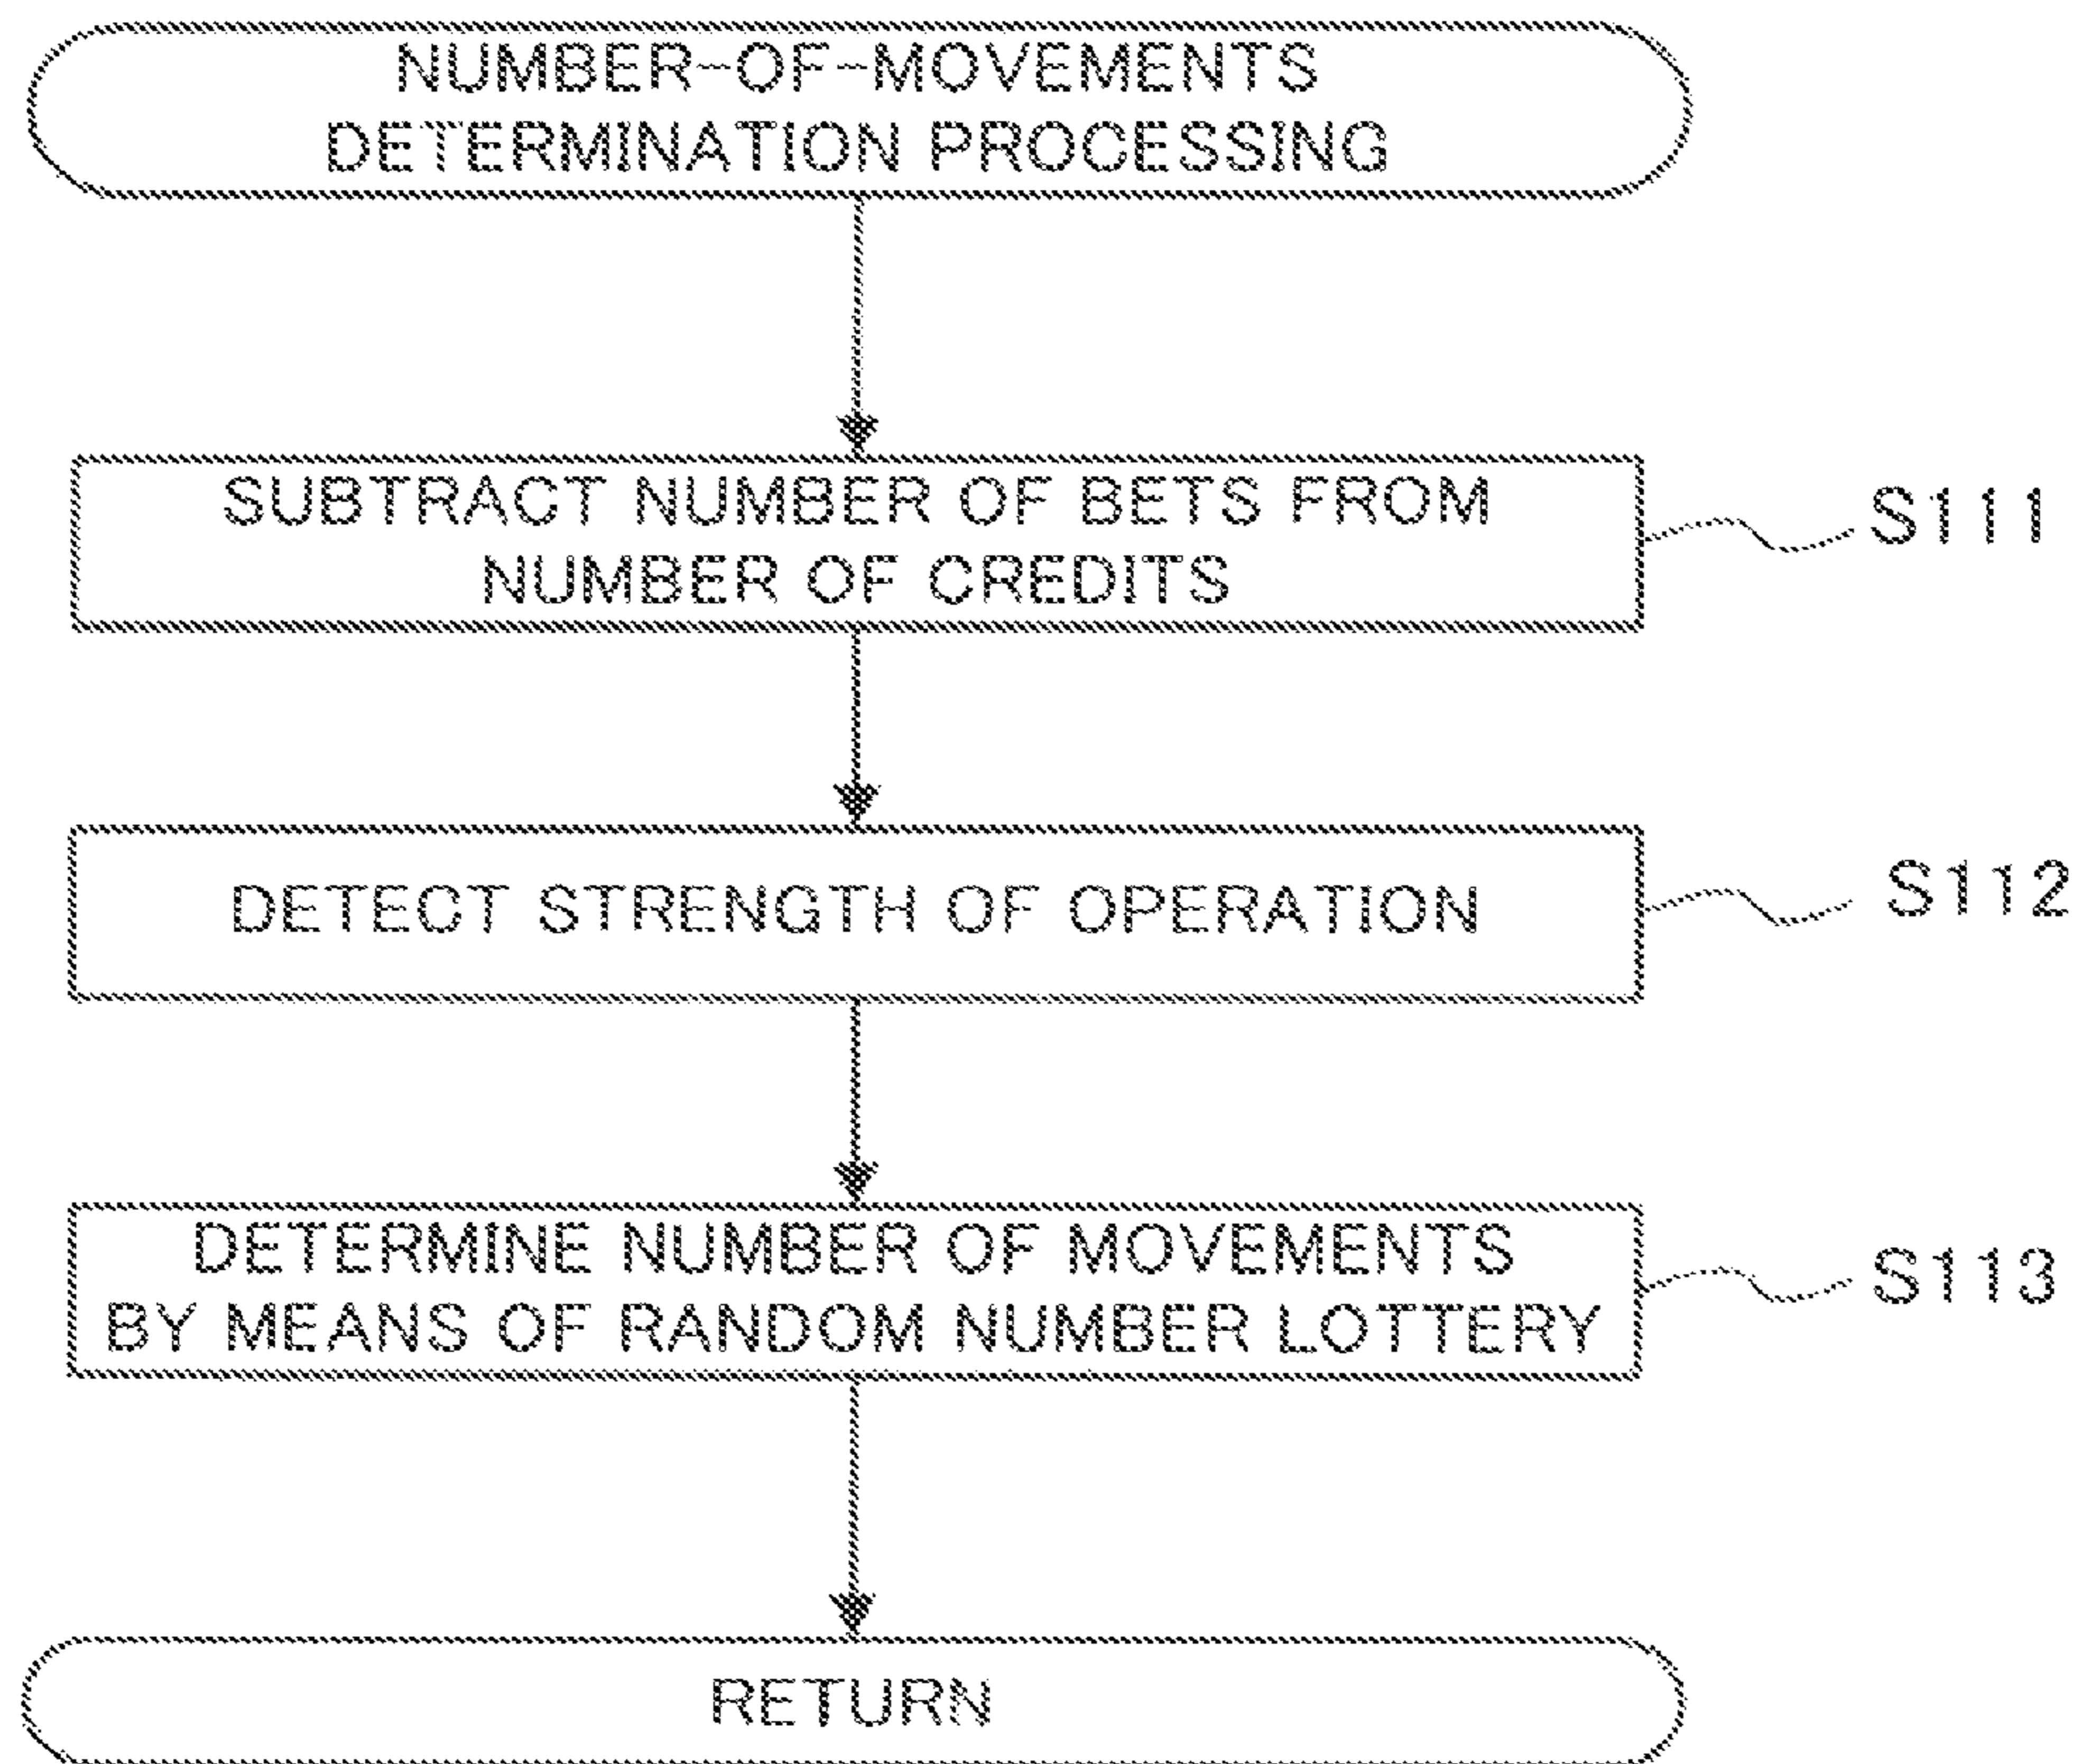 NUMBER-OF-MOVEMENTS
DETERMINATION PROCESSING
SUBTRACT NUMBER OF BETS FROM
NUMBER OF CREDITS
S111
DETECT STRENGTH OF OPERATION
S112
DETERMINE NUMBER OF MOVEMENTS
BY MEANS OF RANDOM NUMBER LOTTERY
S113
RETURN